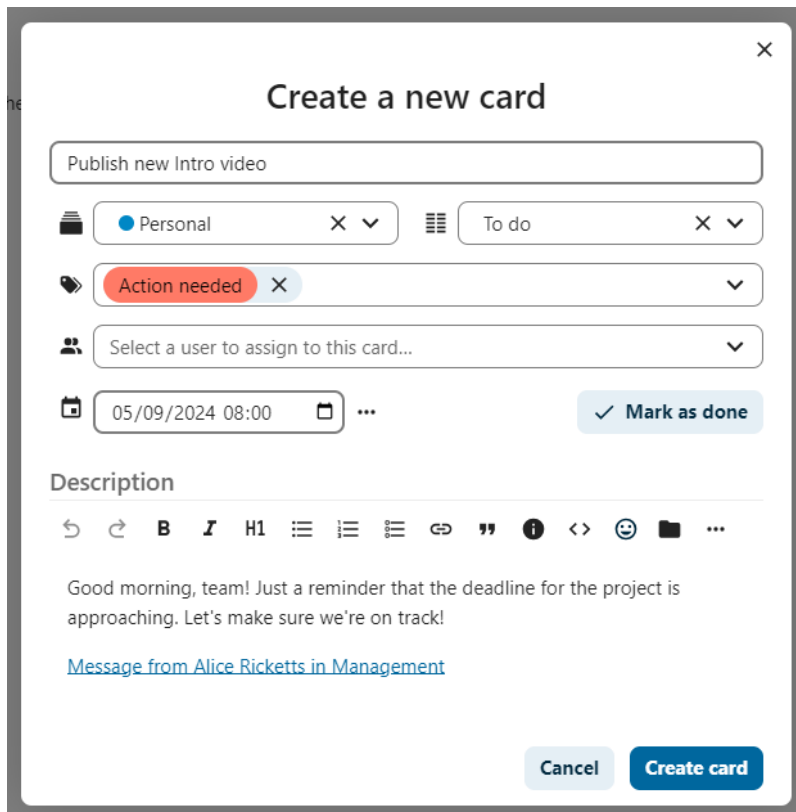 he
Create a new card
Publish new Intro video
Personal
To do
Action needed
Select a user to assign to this card...
05/09/2024 08:00
Mark as done
Description
B I H1
Good morning, team! Just a reminder that the deadline for the project is
approaching. Let's make sure we're on track!
Message from Alice Ricketts in Management
Cancel Create card